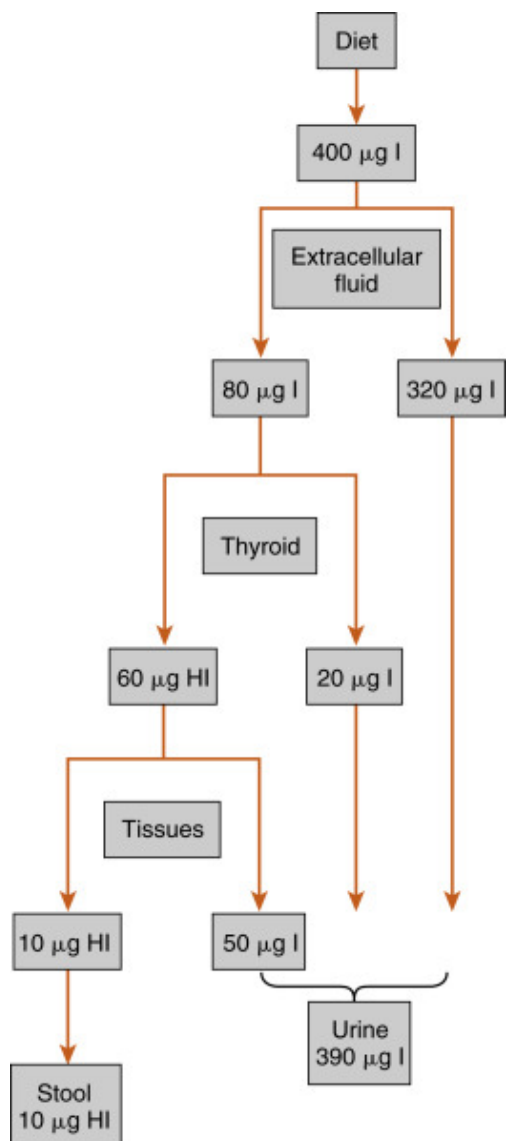 Diet
400 μg I
Extracellular
fluid
80 μg I
320 μg I
Thyroid
60 μg HI
20 μg I
Tissues
10 μg HI
50 μg I
Urine
390 μg I
Stool
10 μg HI